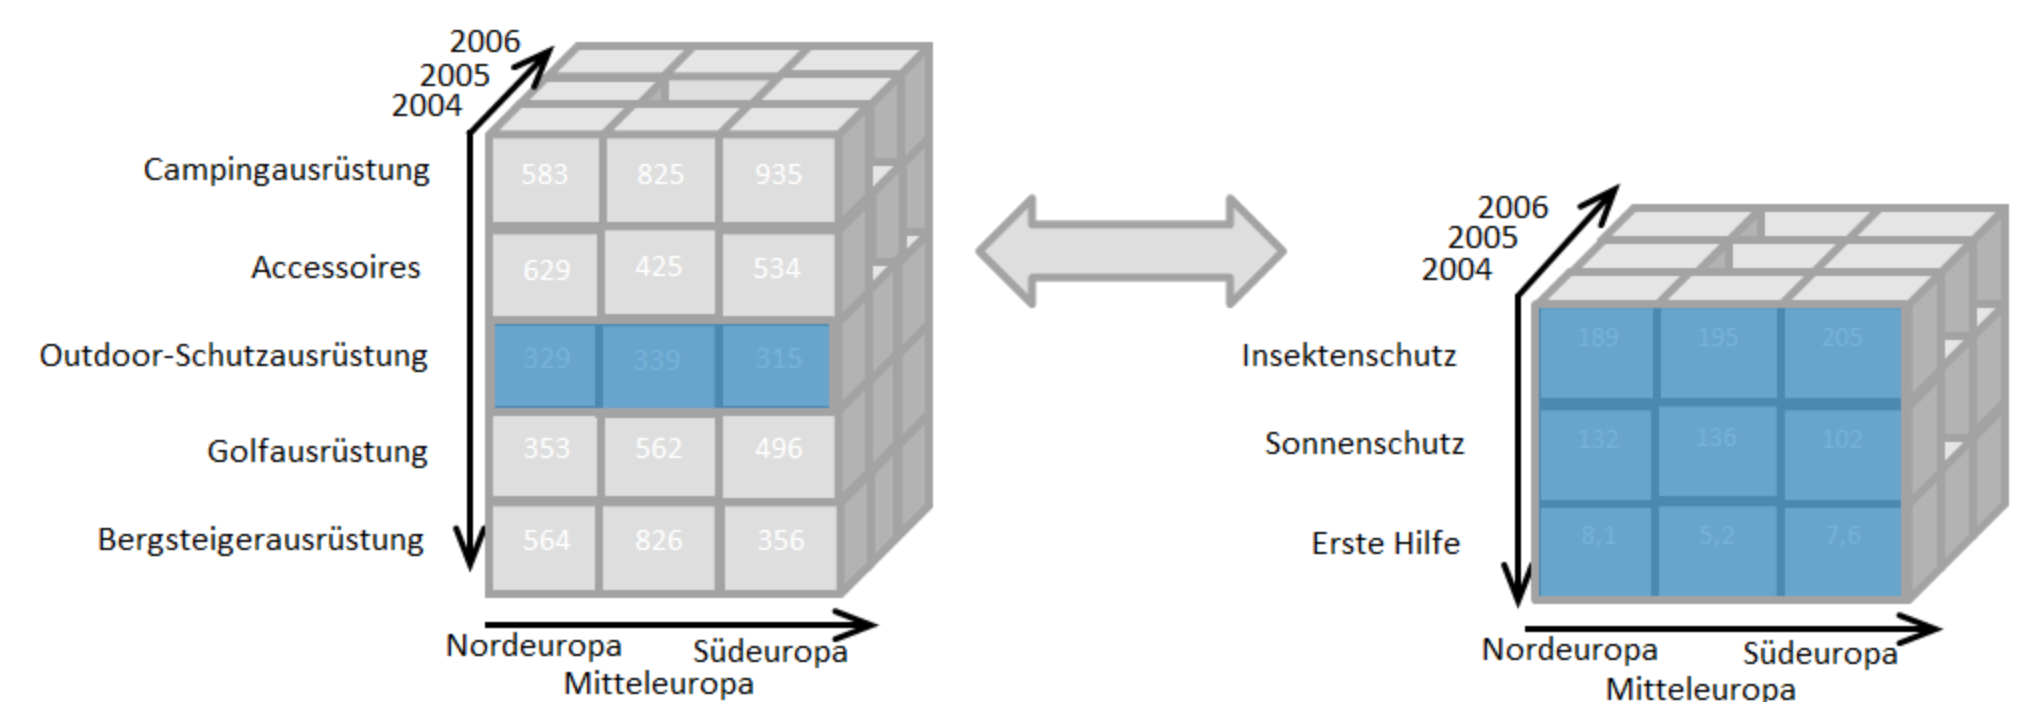 2006
2005
2004
Campingausrüstung 583 825 935
Accessoires 629 425 534
Outdoor-Schutzausrüstung 329 339 315
Golfausrüstung 353 562 496
Bergsteigerausrüstung 564 826 356
Nordeuropa Südeuropa
Mitteleuropa
2006
2005
2004
Insektenschutz 189 195 205
Sonnenschutz 132 136 102
Erste Hilfe 8,1 5,2 7,6
Nordeuropa Südeuropa
Mitteleuropa